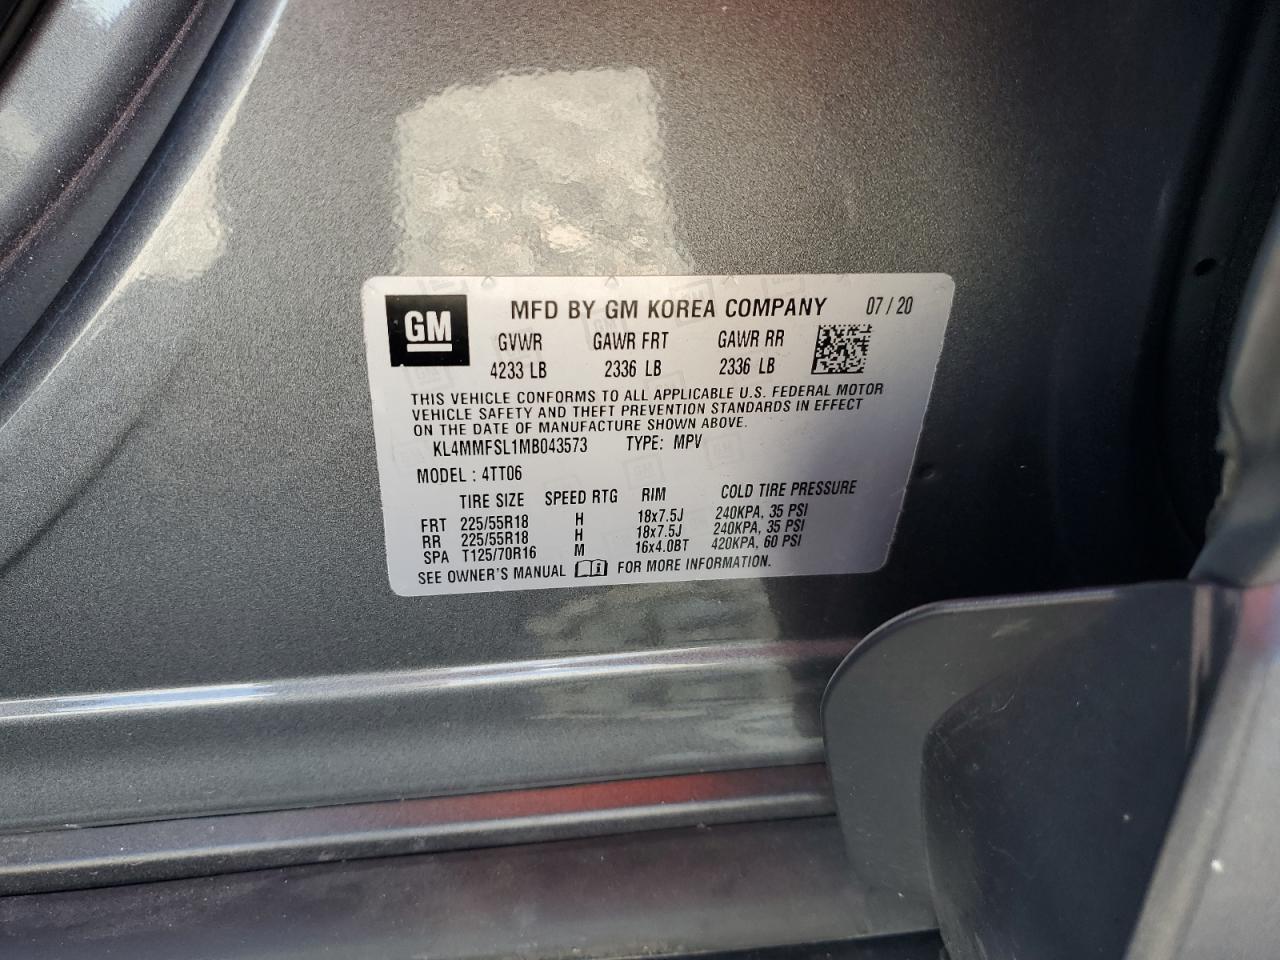 GM
MFD BY GM KOREA COMPANY 07 / 20
GVWR GAWR FRT GAWR RR
4233 LB 2336 LB 2336 LB
THIS VEHICLE CONFORMS TO ALL APPLICABLE U.S. FEDERAL MOTOR
VEHICLE SAFETY AND THEFT PREVENTION STANDARDS IN EFFECT
ON THE DATE OF MANUFACTURE SHOWN ABOVE.
KL4MMFSL1MB043573 TYPE: MPV
MODEL : 4TT06
TIRE SIZE SPEED RTG RIM COLD TIRE PRESSURE
FRT 225/55R18 H 18x7.5J 240KPA, 35 PSI
RR 225/55R18 H 18x7.5J 240KPA, 35 PSI
SPA T125/70R16 M 16x4.0BT 420KPA, 60 PSI
SEE OWNER'S MANUAL FOR MORE INFORMATION.